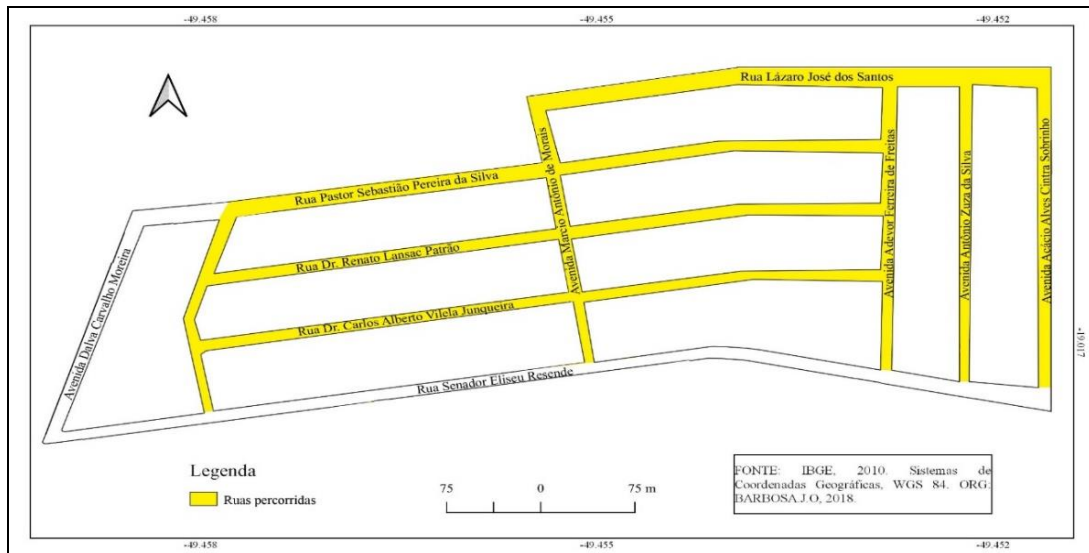 -49.458 -49.455 -49.452
Rua Lázaro José dos Santos
Avenida Marcio Antônio de Morais
Rua Pastor Sebastião Pereira da Silva
Avenida Adevor Ferreira de Freitas
Avenida Antônio Zuza da Silva
Avenida Acácio Alves Cintra Sobrinho
Avenida Dalva Carvalho Moreira
Rua Dr. Renato Lansac Patrão
Rua Dr. Carlos Alberto Vilela Junqueira
Rua Senador Eliseu Resende
-19.017
Legenda
Ruas percorridas
75 0 75 m
FONTE: IBGE, 2010. Sistemas de
Coordenadas Geográficas, WGS 84. ORG:
BARBOSA.J.O, 2018.
-49.458 -49.455 -49.452